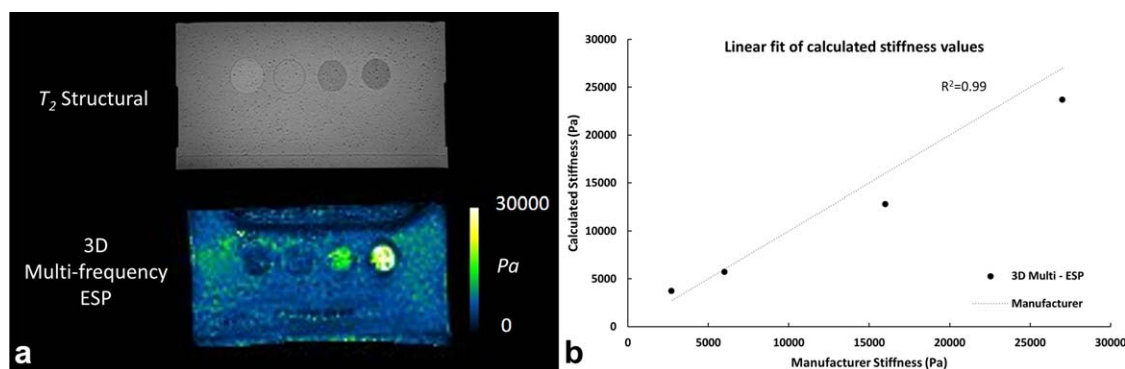 T2 Structural
3D
Multi-frequency
ESP
30000
Pa
0
a
Linear fit of calculated stiffness values
R²=0.99
Calculated Stiffness (Pa)
30000
25000
20000
15000
10000
5000
0
0 5000 10000 15000 20000 25000 30000
Manufacturer Stiffness (Pa)
3D Multi - ESP
Manufacturer
b